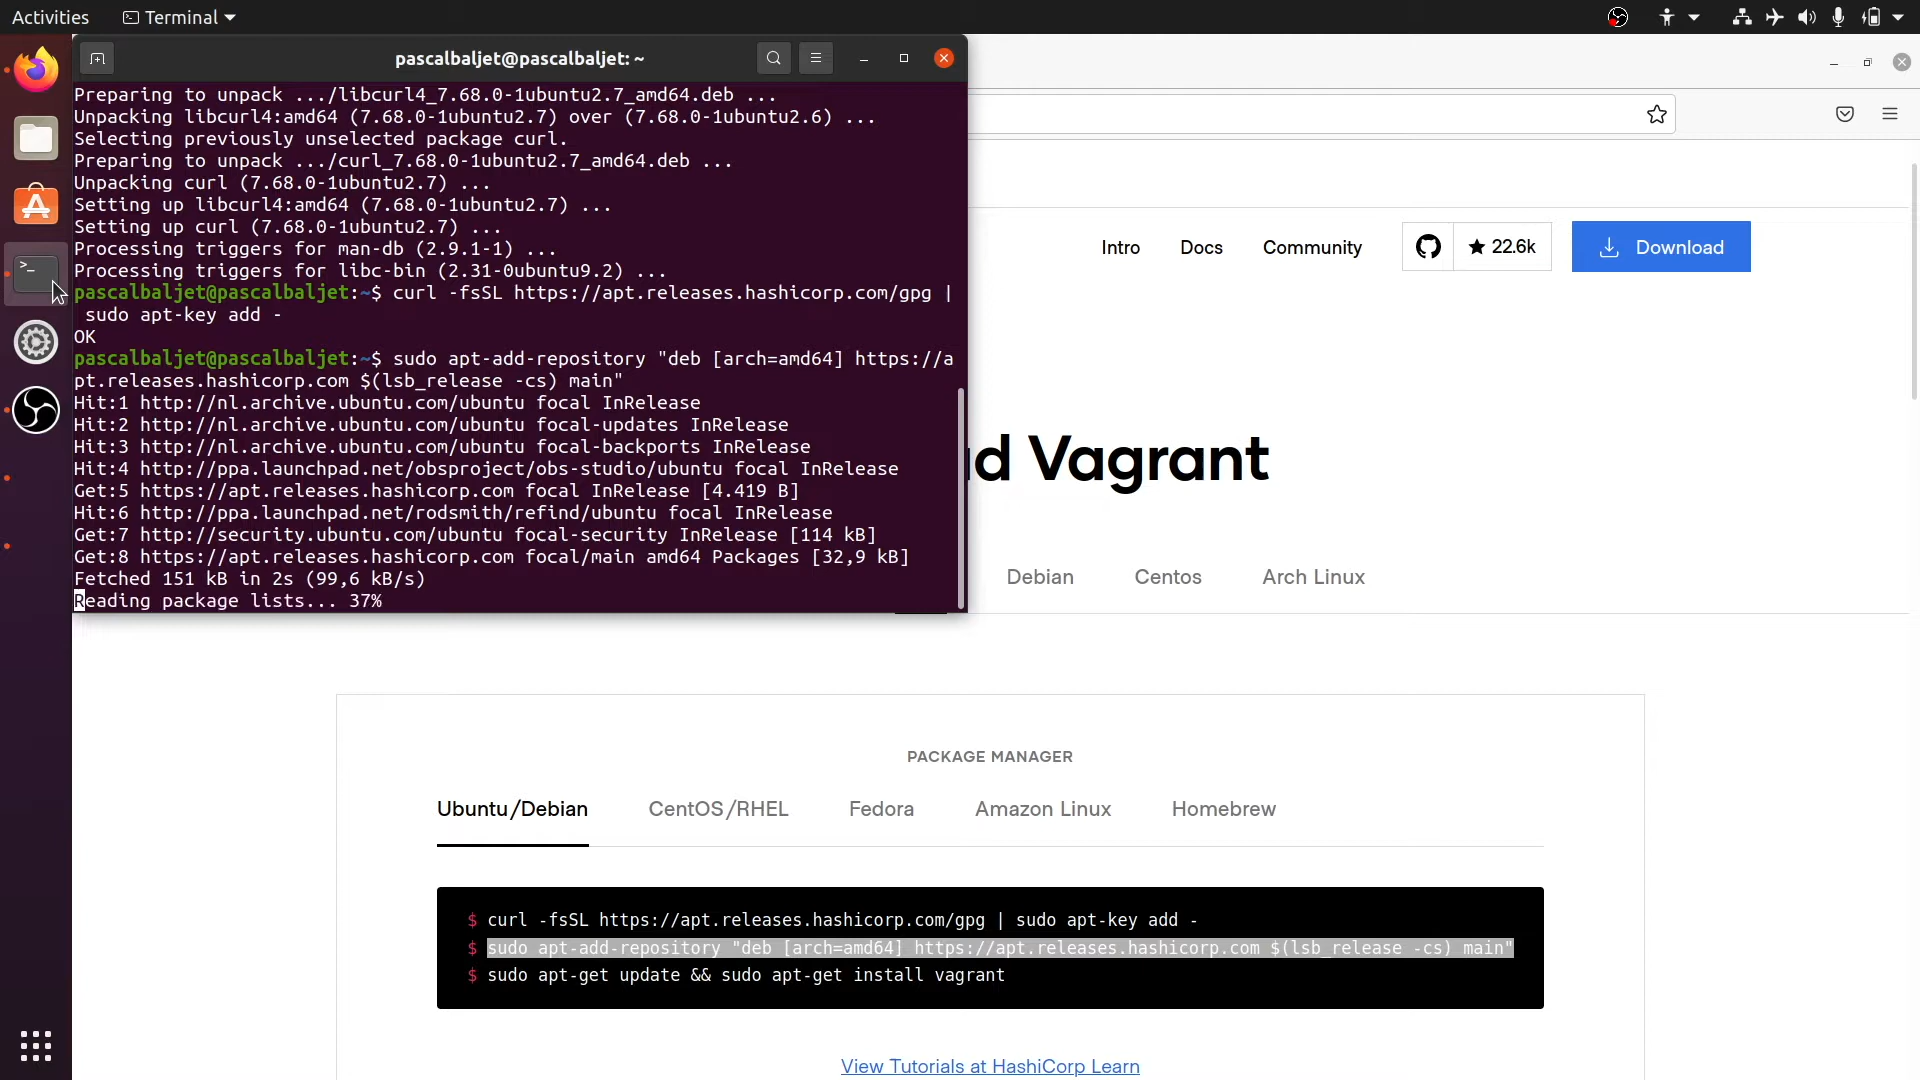 Activities
Terminal
pascalbaljet@pascalbaljet: ~
Preparing to unpack .../libcurl4_7.68.0-1ubuntu2.7_amd64.deb ...
Unpacking libcurl4:amd64 (7.68.0-1ubuntu2.7) over (7.68.0-1ubuntu2.6) ...
Selecting previously unselected package curl.
Preparing to unpack .../curl_7.68.0-1ubuntu2.7_amd64.deb ...
Unpacking curl (7.68.0-1ubuntu2.7) ...
Setting up libcurl4:amd64 (7.68.0-1ubuntu2.7) ...
Setting up curl (7.68.0-1ubuntu2.7) ...
Processing triggers for man-db (2.9.1-1) ...
Processing triggers for libc-bin (2.31-0ubuntu9.2) ...
pascalbaljet@pascalbaljet:~$ curl -fsSL https://apt.releases.hashicorp.com/gpg |
sudo apt-key add -
OK
pascalbaljet@pascalbaljet:~$ sudo apt-add-repository "deb [arch=amd64] https://a
pt.releases.hashicorp.com $(lsb_release -cs) main"
Hit:1 http://nl.archive.ubuntu.com/ubuntu focal InRelease
Hit:2 http://nl.archive.ubuntu.com/ubuntu focal-updates InRelease
Hit:3 http://nl.archive.ubuntu.com/ubuntu focal-backports InRelease
Hit:4 http://ppa.launchpad.net/obsproject/obs-studio/ubuntu focal InRelease
Get:5 https://apt.releases.hashicorp.com focal InRelease [4.419 B]
Hit:6 http://ppa.launchpad.net/rodsmith/refind/ubuntu focal InRelease
Get:7 http://security.ubuntu.com/ubuntu focal-security InRelease [114 kB]
Get:8 https://apt.releases.hashicorp.com focal/main amd64 Packages [32,9 kB]
Fetched 151 kB in 2s (99,6 kB/s)
Reading package lists... 37%
Intro Docs Community 22.6k Download
ad Vagrant
Debian Centos Arch Linux
PACKAGE MANAGER
Ubuntu/Debian CentOS/RHEL Fedora Amazon Linux Homebrew
$ curl -fsSL https://apt.releases.hashicorp.com/gpg | sudo apt-key add -
$ sudo apt-add-repository "deb [arch=amd64] https://apt.releases.hashicorp.com $(lsb_release -cs) main"
$ sudo apt-get update && sudo apt-get install vagrant
View Tutorials at HashiCorp Learn